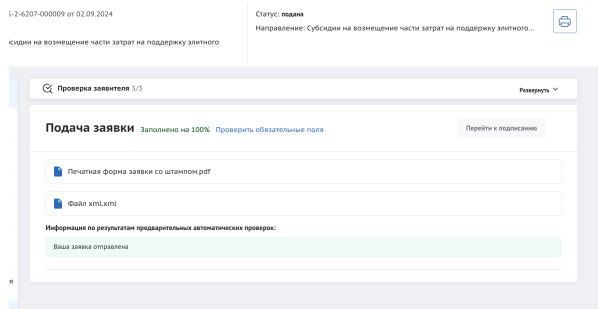 5-2-6207-000009 от 02.09.2024
Статус: подана
Направление: Субсидии на возмещение части затрат на поддержку элитного...
бсидии на возмещение части затрат на поддержку элитного
Проверка заявителя 3/3
Развернуть
Подача заявки Заполнено на 100% Проверить обязательные поля
Перейти к подписанию
Печатная форма заявки со штампом.pdf
Файл xml.xml
Информация по результатам предварительных автоматических проверок:
Ваша заявка отправлена
я